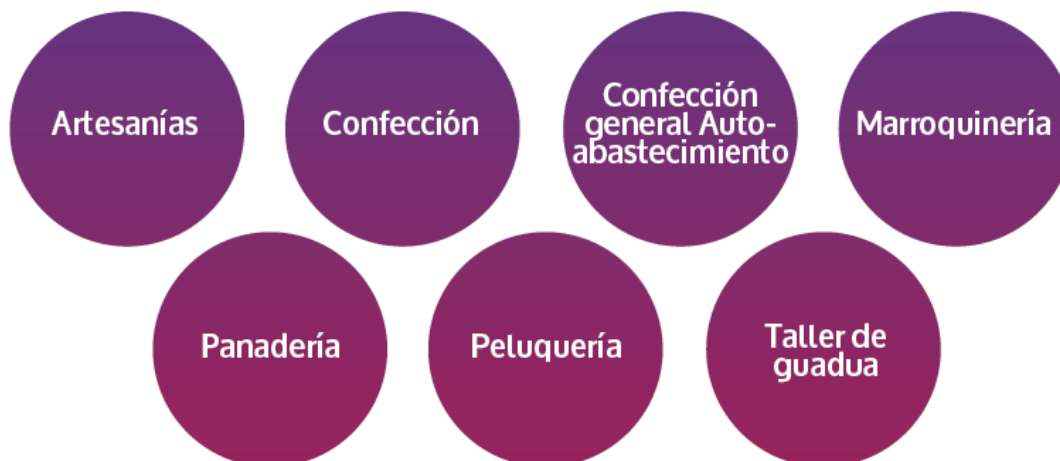 Artesanías
Confección
Confección
general Auto-
abastecimiento
Marroquinería
Panadería
Peluquería
Taller de
guadua